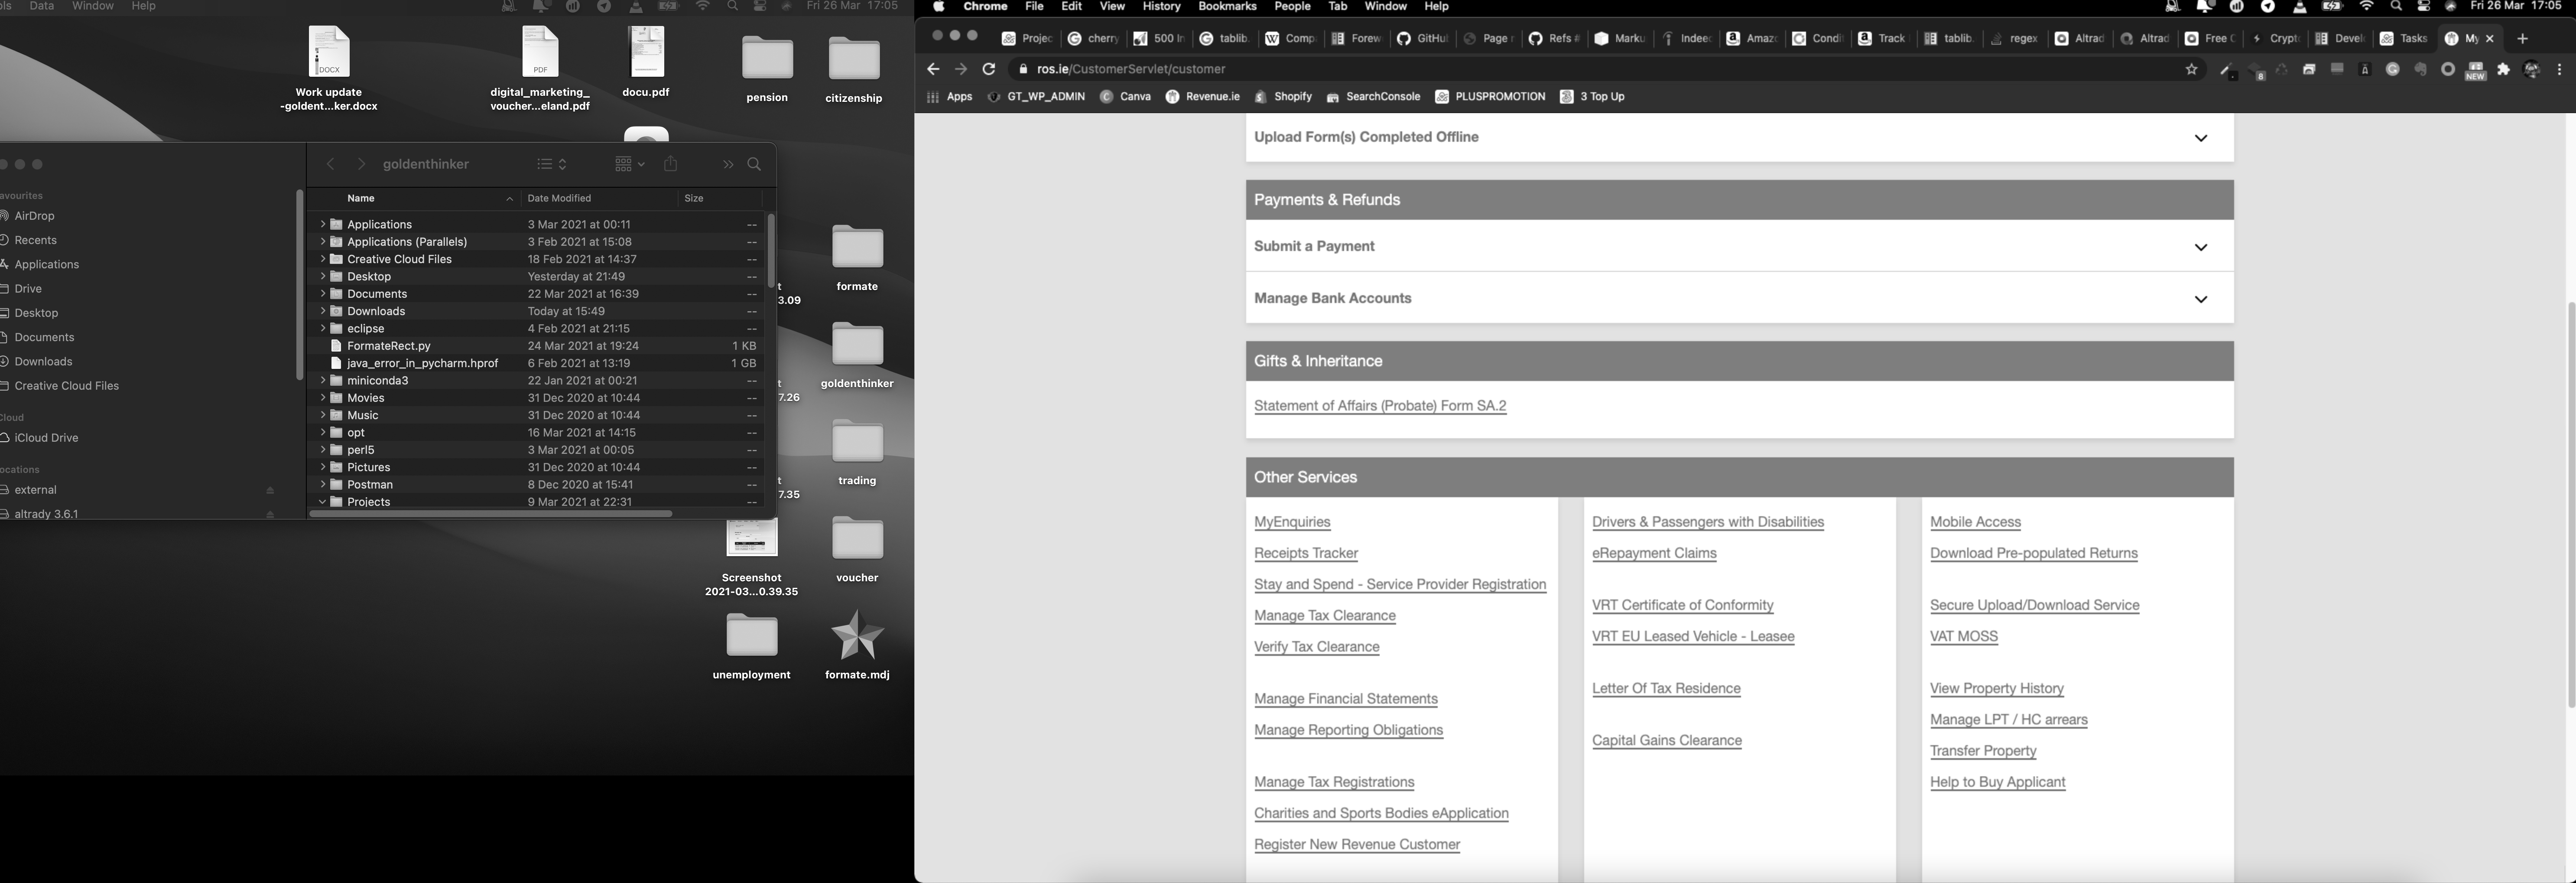 ols Data Window Help Fri 26 Mar 17:05
Work update
-goldent...ker.docx
DOCX
digital_marketing_
voucher...eland.pdf
PDF
docu.pdf
pension
citizenship
goldenthinker
avourites
AirDrop
Recents
Applications
Drive
Desktop
Documents
Downloads
Creative Cloud Files
Cloud
iCloud Drive
ocations
external
altrady 3.6.1
Name Date Modified Size
Applications 3 Mar 2021 at 00:11 --
Applications (Parallels) 3 Feb 2021 at 15:08 --
Creative Cloud Files 18 Feb 2021 at 14:37 --
Desktop Yesterday at 21:49 --
Documents 22 Mar 2021 at 16:39 --
Downloads Today at 15:49 --
eclipse 4 Feb 2021 at 21:15 --
FormateRect.py 24 Mar 2021 at 19:24 1 KB
java_error_in_pycharm.hprof 6 Feb 2021 at 13:19 1 GB
miniconda3 22 Jan 2021 at 00:21 --
Movies 31 Dec 2020 at 10:44 --
Music 31 Dec 2020 at 10:44 --
opt 16 Mar 2021 at 14:15 --
perl5 3 Mar 2021 at 00:05 --
Pictures 31 Dec 2020 at 10:44 --
Postman 8 Dec 2020 at 15:41 --
Projects 9 Mar 2021 at 22:31 --
t
3.09
formate
t
7.26
goldenthinker
t
7.35
trading
Screenshot
2021-03...0.39.35
voucher
unemployment
formate.mdj
Chrome File Edit View History Bookmarks People Tab Window Help Fri 26 Mar 17:05
Projec cherry 500 In tablib. Comp Forew GitHul Page r Refs # Marku Indeed Amazo Condit Track tablib. regex Altrad Altrad Free C Crypt Devel Tasks My
ros.ie/CustomerServlet/customer
8 NEW
Apps GT_WP_ADMIN Canva Revenue.ie Shopify SearchConsole PLUSPROMOTION 3 Top Up
Upload Form(s) Completed Offline
Payments & Refunds
Submit a Payment
Manage Bank Accounts
Gifts & Inheritance
Statement of Affairs (Probate) Form SA.2
Other Services
MyEnquiries
Receipts Tracker
Stay and Spend - Service Provider Registration
Manage Tax Clearance
Verify Tax Clearance
Manage Financial Statements
Manage Reporting Obligations
Manage Tax Registrations
Charities and Sports Bodies eApplication
Register New Revenue Customer
Drivers & Passengers with Disabilities
eRepayment Claims
VRT Certificate of Conformity
VRT EU Leased Vehicle - Leasee
Letter Of Tax Residence
Capital Gains Clearance
Mobile Access
Download Pre-populated Returns
Secure Upload/Download Service
VAT MOSS
View Property History
Manage LPT / HC arrears
Transfer Property
Help to Buy Applicant